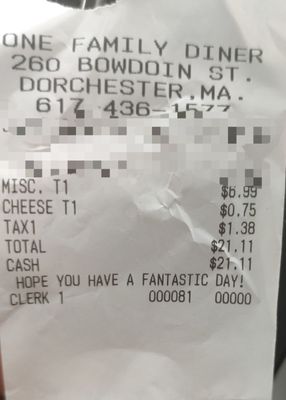 ONE FAMILY DINER
260 BOWDOIN ST.
DORCHESTER,MA.
617 436-1577
MISC. T1 $6.99
CHEESE T1 $0.75
TAX1 $1.38
TOTAL $21.11
CASH $21.11
HOPE YOU HAVE A FANTASTIC DAY!
CLERK 1 000081 00000